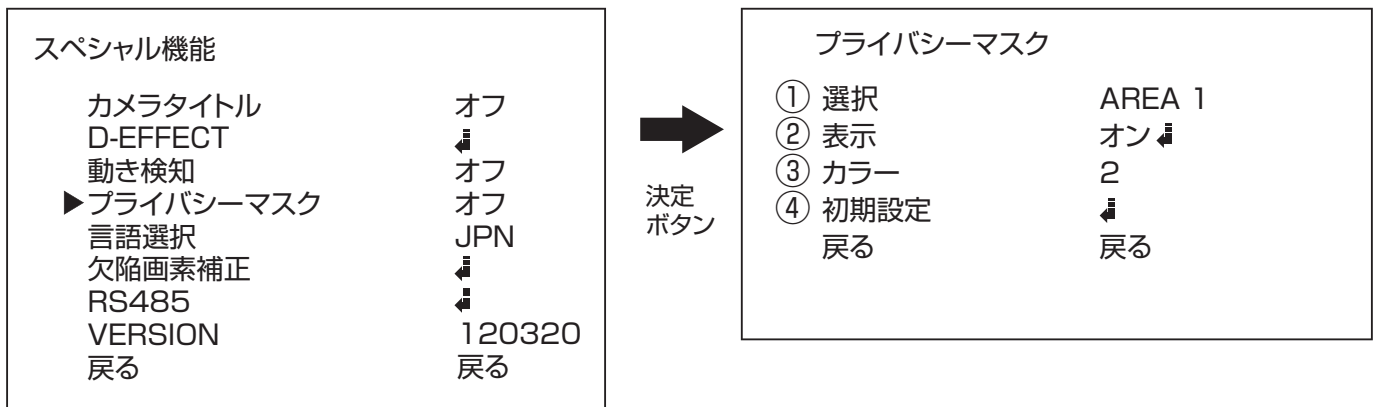 スペシャル機能
カメラタイトル オフ
D-EFFECT
動き検知 オフ
▶プライバシーマスク オフ
言語選択 JPN
欠陥画素補正
RS485
VERSION 120320
戻る 戻る
決定
ボタン
プライバシーマスク
① 選択 AREA 1
② 表示 オン
③ カラー 2
④ 初期設定
戻る 戻る